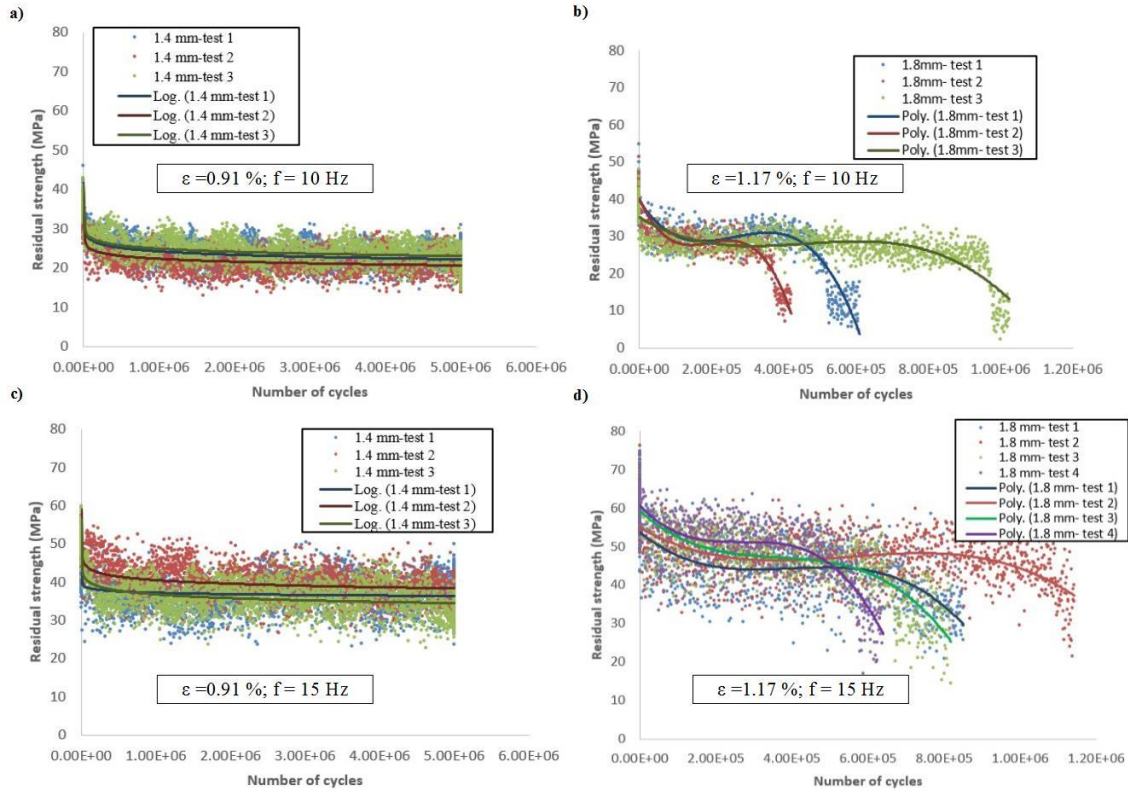 a)
1.4 mm-test 1
1.4 mm-test 2
1.4 mm-test 3
Log. (1.4 mm-test 1)
Log. (1.4 mm-test 2)
Log. (1.4 mm-test 3)
ε =0.91 %; f = 10 Hz
Residual strength (MPa)
80
70
60
50
40
30
20
10
0
0.00E+00 1.00E+06 2.00E+06 3.00E+06 4.00E+06 5.00E+06 6.00E+06
Number of cycles
b)
1.8mm- test 1
1.8mm- test 2
1.8mm- test 3
Poly. (1.8mm- test 1)
Poly. (1.8mm- test 2)
Poly. (1.8mm- test 3)
ε =1.17 %; f = 10 Hz
Residual strength (MPa)
80
70
60
50
40
30
20
10
0
0.00E+00 2.00E+05 4.00E+05 6.00E+05 8.00E+05 1.00E+06 1.20E+06
Number of cycles
c)
1.4 mm-test 1
1.4 mm-test 2
1.4 mm-test 3
Log. (1.4 mm-test 1)
Log. (1.4 mm-test 2)
Log. (1.4 mm-test 3)
ε =0.91 %; f = 15 Hz
Residual strength (MPa)
80
70
60
50
40
30
20
10
0
0.00E+00 1.00E+06 2.00E+06 3.00E+06 4.00E+06 5.00E+06 6.00E+06
Number of cycles
d)
1.8 mm- test 1
1.8 mm- test 2
1.8 mm- test 3
1.8 mm- test 4
Poly. (1.8 mm- test 1)
Poly. (1.8 mm- test 2)
Poly. (1.8 mm- test 3)
Poly. (1.8 mm- test 4)
ε =1.17 %; f = 15 Hz
Residual strength (MPa)
80
70
60
50
40
30
20
10
0
0.00E+00 2.00E+05 4.00E+05 6.00E+05 8.00E+05 1.00E+06 1.20E+06
Number of cycles